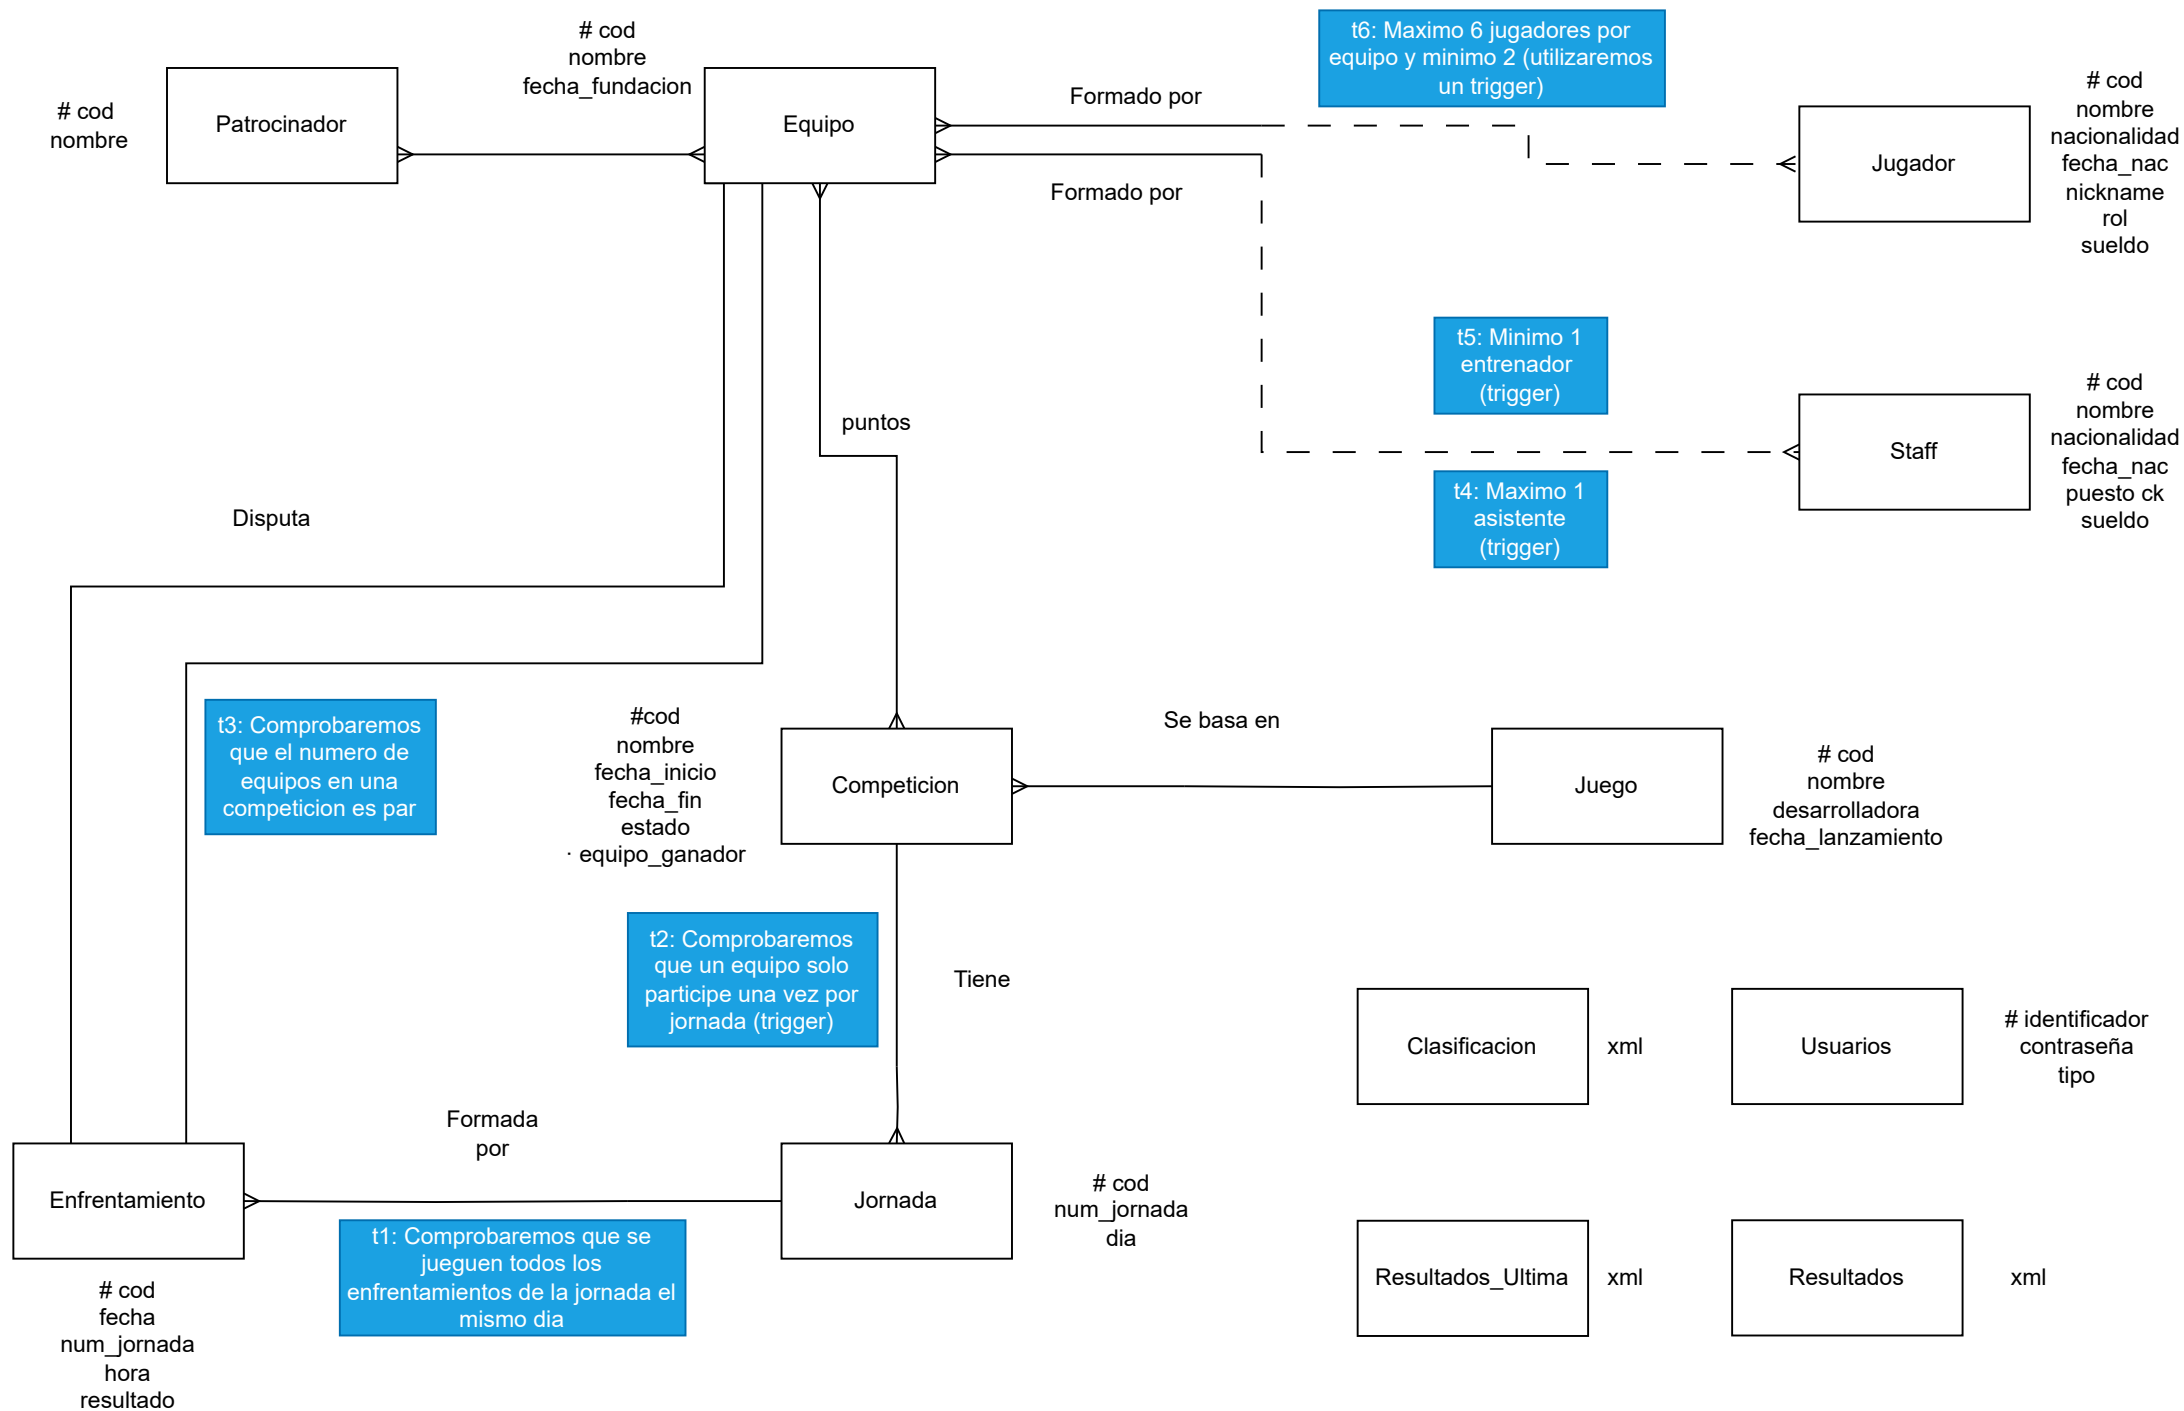 # cod
nombre
Patrocinador
# cod
nombre
fecha_fundacion
Equipo
Formado por
Formado por
t6: Maximo 6 jugadores por
equipo y minimo 2 (utilizaremos
un trigger)
Jugador
# cod
nombre
nacionalidad
fecha_nac
nickname
rol
sueldo
t5: Minimo 1
entrenador
(trigger)
t4: Maximo 1
asistente
(trigger)
Staff
# cod
nombre
nacionalidad
fecha_nac
puesto ck
sueldo
puntos
Disputa
t3: Comprobaremos
que el numero de
equipos en una
competicion es par
#cod
nombre
fecha_inicio
fecha_fin
estado
· equipo_ganador
Competicion
Se basa en
Juego
# cod
nombre
desarrolladora
fecha_lanzamiento
t2: Comprobaremos
que un equipo solo
participe una vez por
jornada (trigger)
Tiene
Clasificacion
xml
Usuarios
# identificador
contraseña
tipo
Formada
por
Enfrentamiento
Jornada
# cod
num_jornada
dia
t1: Comprobaremos que se
jueguen todos los
enfrentamientos de la jornada el
mismo dia
Resultados_Ultima
xml
Resultados
xml
# cod
fecha
num_jornada
hora
resultado